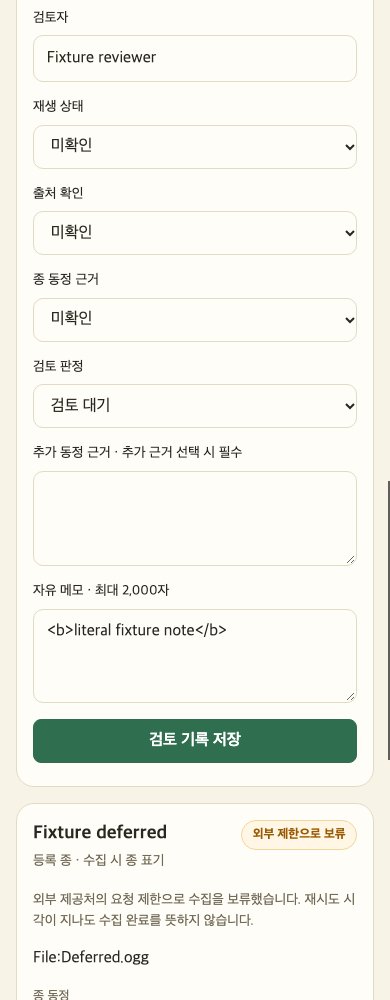 검토자
Fixture reviewer
재생 상태
미확인
출처 확인
미확인
종 동정 근거
미확인
검토 판정
검토 대기
추가 동정 근거 · 추가 근거 선택 시 필수
자유 메모 · 최대 2,000자
<b>literal fixture note</b>
검토 기록 저장
Fixture deferred
외부 제한으로 보류
등록 종 · 수집 시 종 표기
외부 제공처의 요청 제한으로 수집을 보류했습니다. 재시도 시
각이 지나도 수집 완료를 뜻하지 않습니다.
File:Deferred.ogg
종 동정